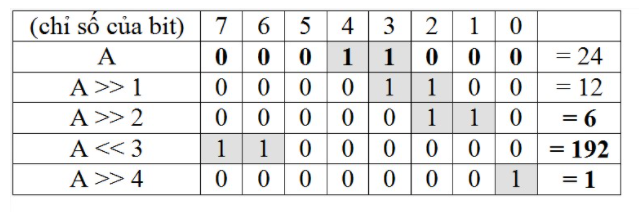 (chỉ số của bit) 7 6 5 4 3 2 1 0
A 0 0 0 1 1 0 0 0 = 24
A >> 1 0 0 0 0 1 1 0 0 = 12
A >> 2 0 0 0 0 0 1 1 0 = 6
A << 3 1 1 0 0 0 0 0 0 = 192
A >> 4 0 0 0 0 0 0 0 1 = 1